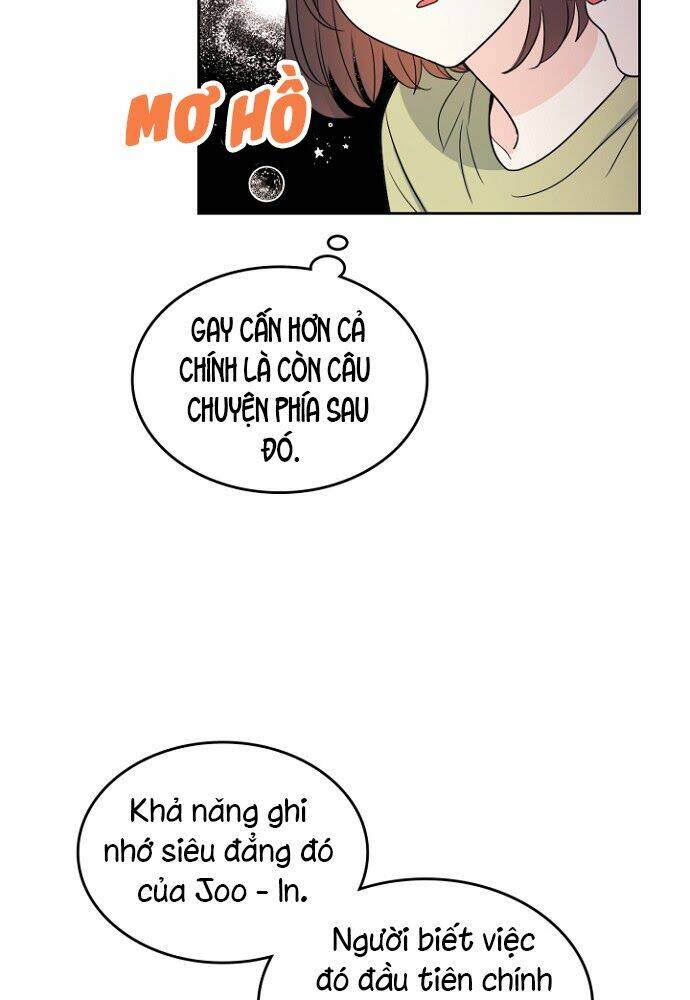 MƠ HỒ
GAY CẤN HƠN CẢ
CHÍNH LÀ CÒN CÂU
CHUYỆN PHÍA SAU
ĐÓ.
Khả năng ghi
nhớ siêu đẳng đó
của Joo - In.
Người biết việc
đó đầu tiên chính